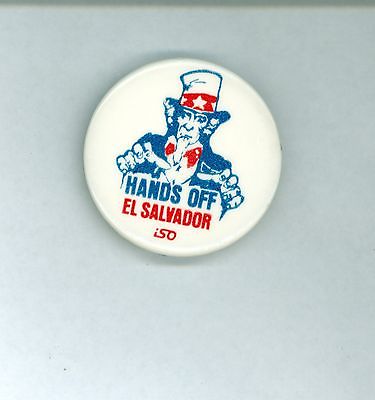 HANDS OFF
EL SALVADOR
iso